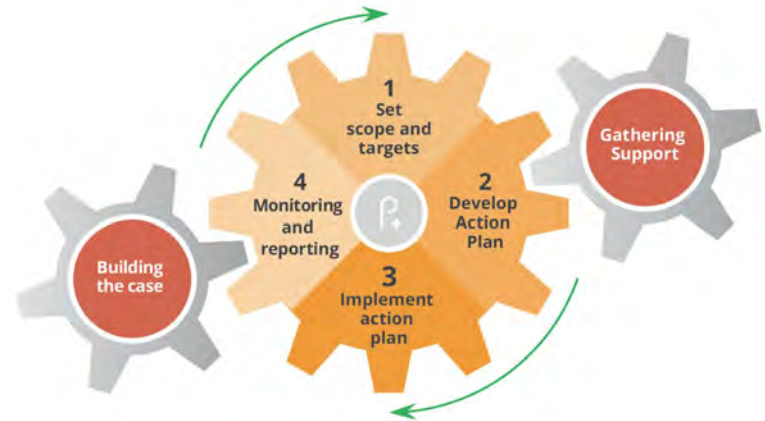 1
Set
scope and
targets
2
Develop
Action
Plan
3
Implement
action
plan
4
Monitoring
and
reporting
Building
the case
Gathering
Support